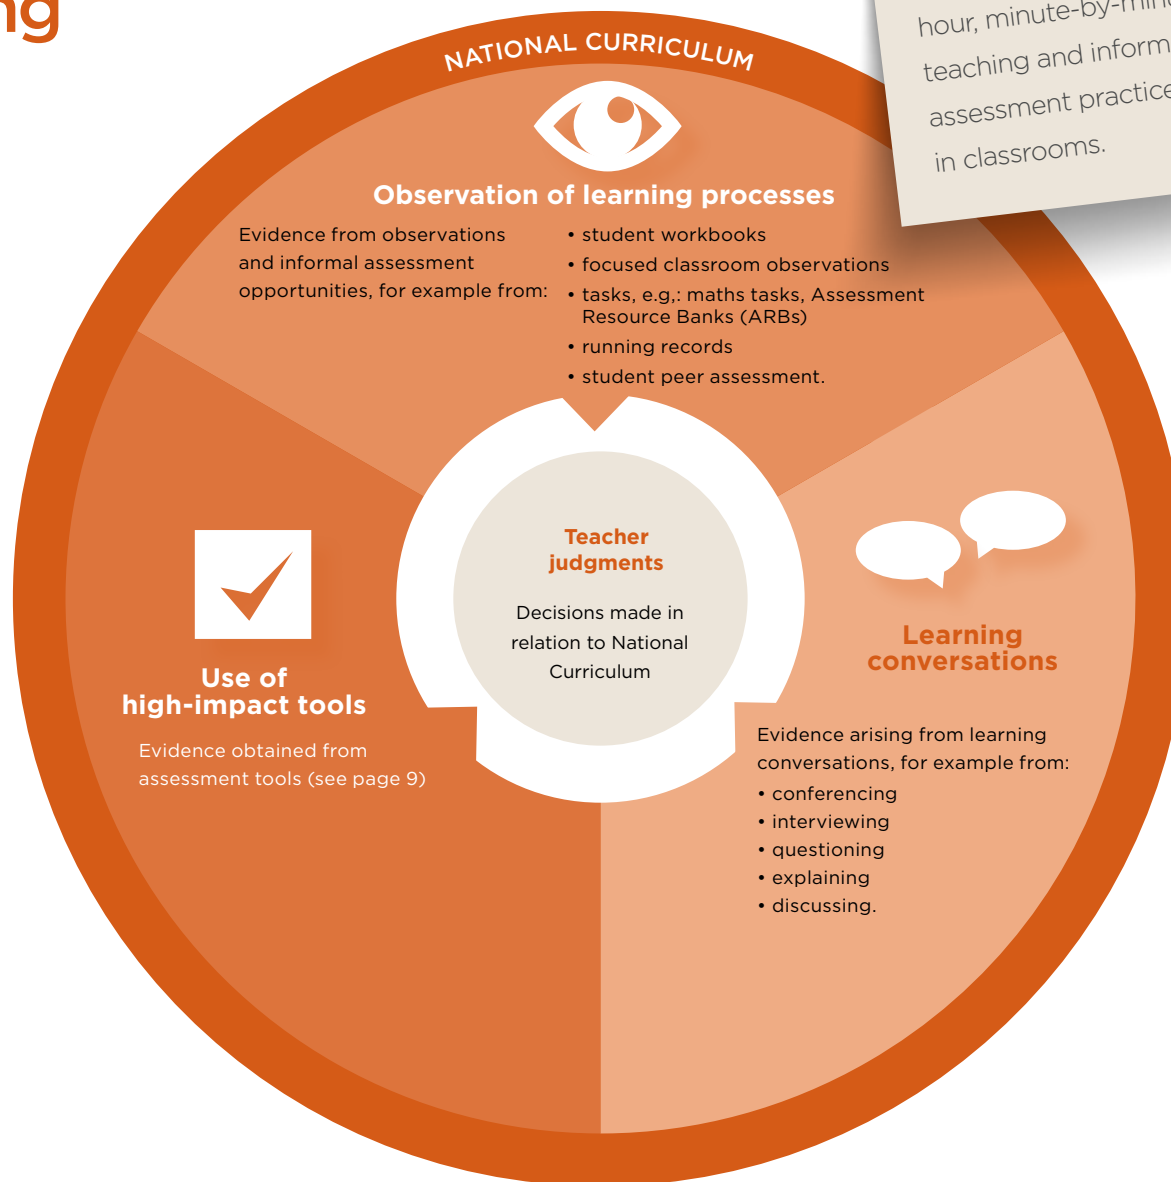 NATIONAL CURRICULUM
hour,
teaching and
assessment
in classrooms.
Observation of learning processes
Evidence from observations
and informal assessment
opportunities, for example from:
• student workbooks
• focused classroom observations
• tasks, e.g,: maths tasks, Assessment
Resource Banks (ARBs)
• running records
• student peer assessment.
Teacher
judgments
Decisions made in
relation to National
Curriculum
Use of
high-impact tools
Evidence obtained from
assessment tools (see page 9)
Learning
conversations
Evidence arising from learning
conversations, for example from:
• conferencing
• interviewing
• questioning
• explaining
• discussing.